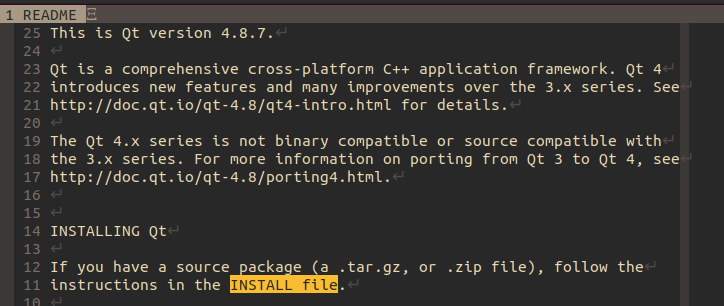 1 README
25 This is Qt version 4.8.7.
24
23 Qt is a comprehensive cross-platform C++ application framework. Qt 4
22 introduces new features and many improvements over the 3.x series. See
21 http://doc.qt.io/qt-4.8/qt4-intro.html for details.
20
19 The Qt 4.x series is not binary compatible or source compatible with
18 the 3.x series. For more information on porting from Qt 3 to Qt 4, see
17 http://doc.qt.io/qt-4.8/porting4.html.
16
15
14 INSTALLING Qt
13
12 If you have a source package (a .tar.gz, or .zip file), follow the
11 instructions in the INSTALL file.
10